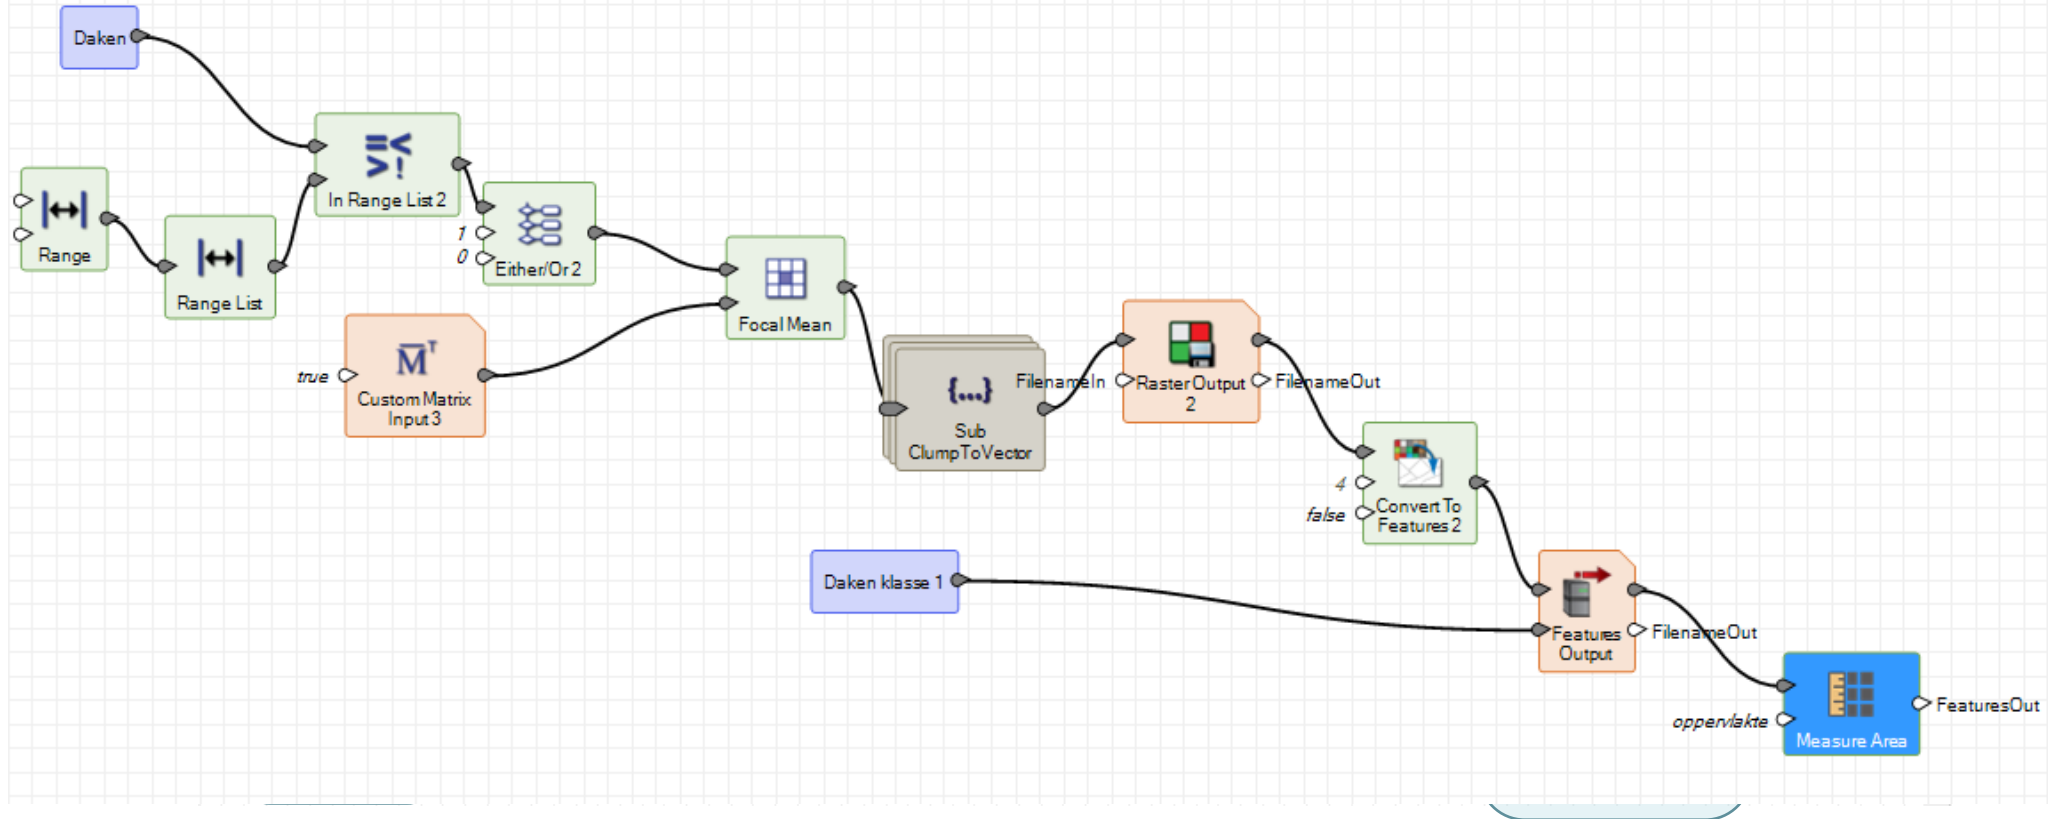 Daken
In Range List 2
Range
Range List
1
0
Either/Or 2
true
Custom Matrix
Input 3
Focal Mean
{...}
Sub
ClumpToVector
FilenameIn
Raster Output
2
FilenameOut
4
false
Convert To
Features 2
Daken klasse 1
Features
Output
FilenameOut
oppervlakte
Measure Area
FeaturesOut